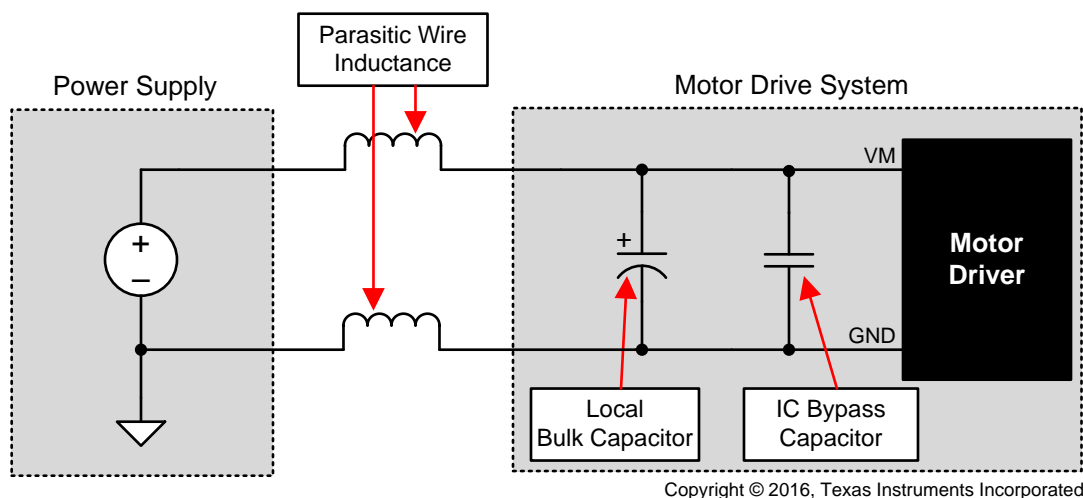 Parasitic Wire
Inductance
Power Supply
Motor Drive System
VM
+
+
−
Motor
Driver
GND
Local
Bulk Capacitor
IC Bypass
Capacitor
Copyright © 2016, Texas Instruments Incorporated